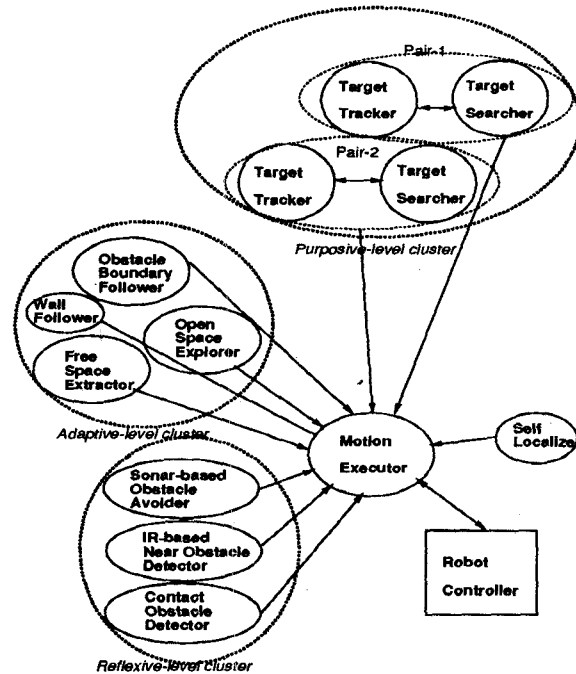 Pair-1
Target
Tracker
Target
Searcher
Pair-2
Target
Tracker
Target
Searcher
Purposive-level cluster
Obstacle
Boundary
Follower
Wall
Follower
Open
Space
Explorer
Free
Space
Extractor
Adaptive-level cluster
Motion
Executor
Self
Localize
Sonar-based
Obstacle
Avoider
IR-based
Near Obstacle
Detector
Contact
Obstacle
Detector
Reflexive-level cluster
Robot
Controller